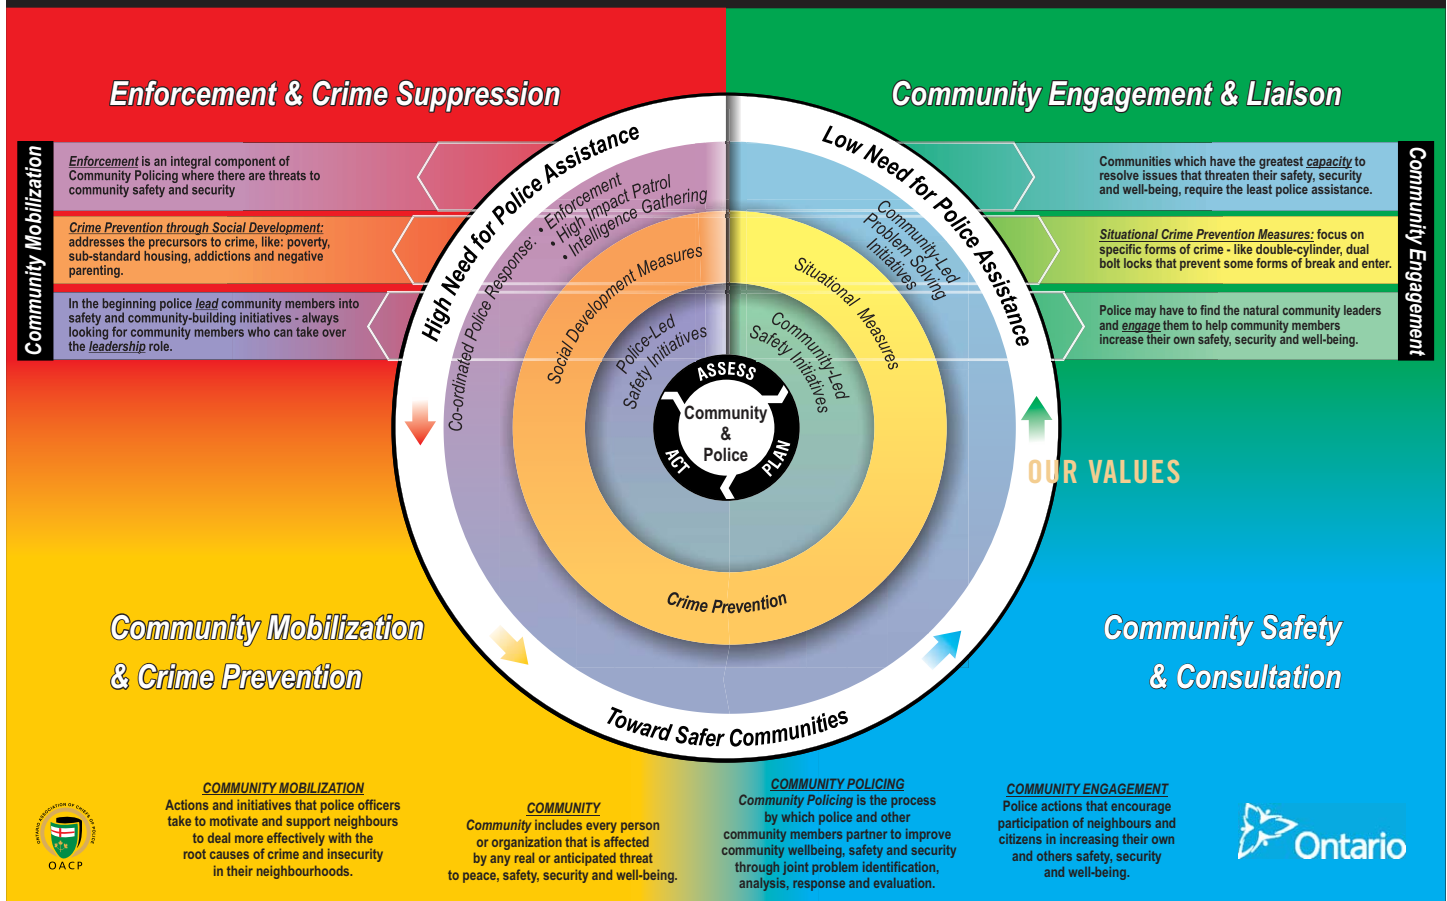 Enforcement & Crime Suppression
Community Engagement & Liaison
Community Mobilization
Enforcement is an integral component of
Community Policing where there are threats to
community safety and security
Crime Prevention through Social Development:
addresses the precursors to crime, like: poverty,
sub-standard housing, addictions and negative
parenting.
In the beginning police lead community members into
safety and community-building initiatives - always
looking for community members who can take over
the leadership role.
High Need for Police Assistance
Low Need for Police Assistance
Co-ordinated Police Response:
• Enforcement
• High Impact Patrol
• Intelligence Gathering
Social Development Measures
Police-Led
Safety Initiatives
Community-Led
Problem Solving
Initiatives
Situational Measures
Community-Led
Safety Initiatives
ASSESS
PLAN
ACT
Community
&
Police
Crime Prevention
Toward Safer Communities
Communities which have the greatest capacity to
resolve issues that threaten their safety, security
and well-being, require the least police assistance.
Situational Crime Prevention Measures: focus on
specific forms of crime - like double-cylinder, dual
bolt locks that prevent some forms of break and enter.
Police may have to find the natural community leaders
and engage them to help community members
increase their own safety, security and well-being.
Community Engagement
OUR VALUES
Community Mobilization
& Crime Prevention
Community Safety
& Consultation
ONTARIO ASSOCIATION OF CHIEFS OF POLICE
OACP
COMMUNITY MOBILIZATION
Actions and initiatives that police officers
take to motivate and support neighbours
to deal more effectively with the
root causes of crime and insecurity
in their neighbourhoods.
COMMUNITY
Community includes every person
or organization that is affected
by any real or anticipated threat
to peace, safety, security and well-being.
COMMUNITY POLICING
Community Policing is the process
by which police and other
community members partner to improve
community wellbeing, safety and security
through joint problem identification,
analysis, response and evaluation.
COMMUNITY ENGAGEMENT
Police actions that encourage
participation of neighbours and
citizens in increasing their own
and others safety, security
and well-being.
Ontario